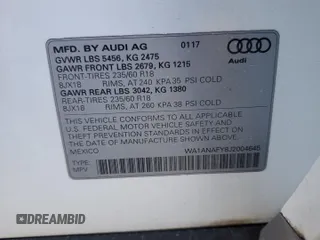 MFD. BY AUDI AG 01 17
GVWR LBS 5456, KG 2475
GAWR FRONT LBS 2679, KG 1215
FRONT-TIRES 235/60 R18
8JX18 RIMS, AT 240 KPA 35 PSI COLD
GAWR REAR LBS 3042, KG 1380
REAR-TIRES 235/60 R18
8JX18 RIMS, AT 260 KPA 38 PSI COLD
Audi
THIS VEHICLE CONFORMS TO ALL APPLICABLE
U.S. FEDERAL MOTOR VEHICLE SAFETY, BUMPER AND
THEFT PREVENTION STANDARDS IN EFFECT ON THE
DATE OF MANUFACTURE SHOWN ABOVE
MEXICO
TYPE:
MPV
DREAMBID